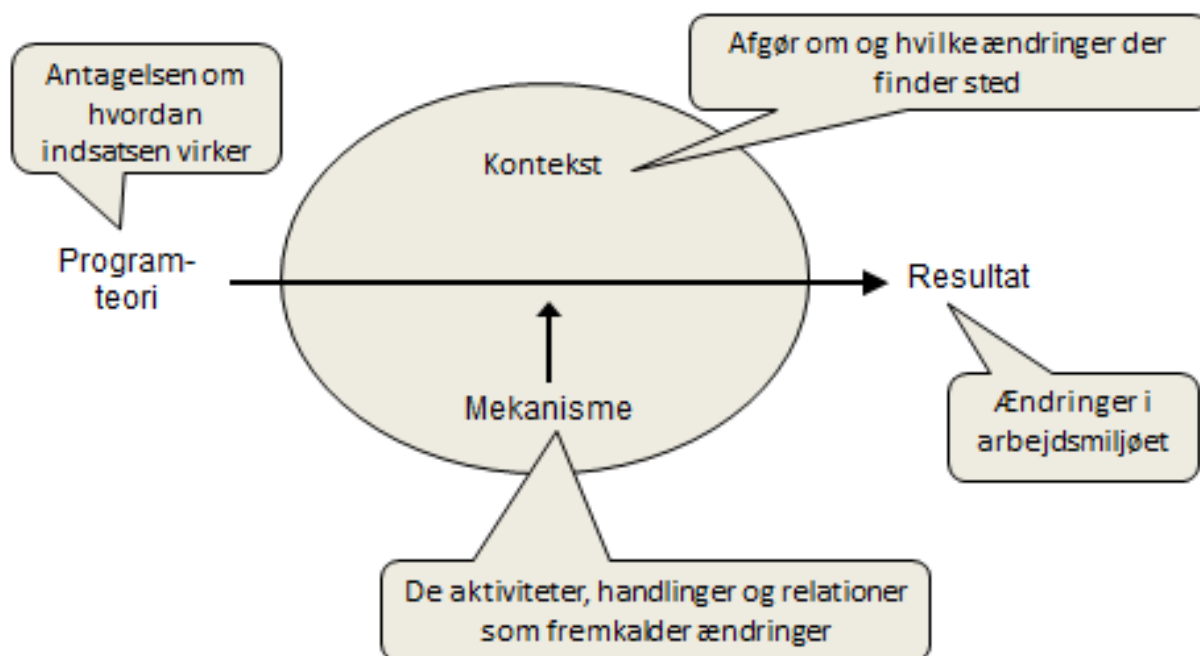 Afgør om og hvilke ændringer der
finder sted
Antagelsen om
hvordan
indsatsen virker
Kontekst
Program-
teori
Resultat
Mekanisme
Ændringer i
arbejdsmiljøet
De aktiviteter, handlinger og relationer
som fremkalder ændringer